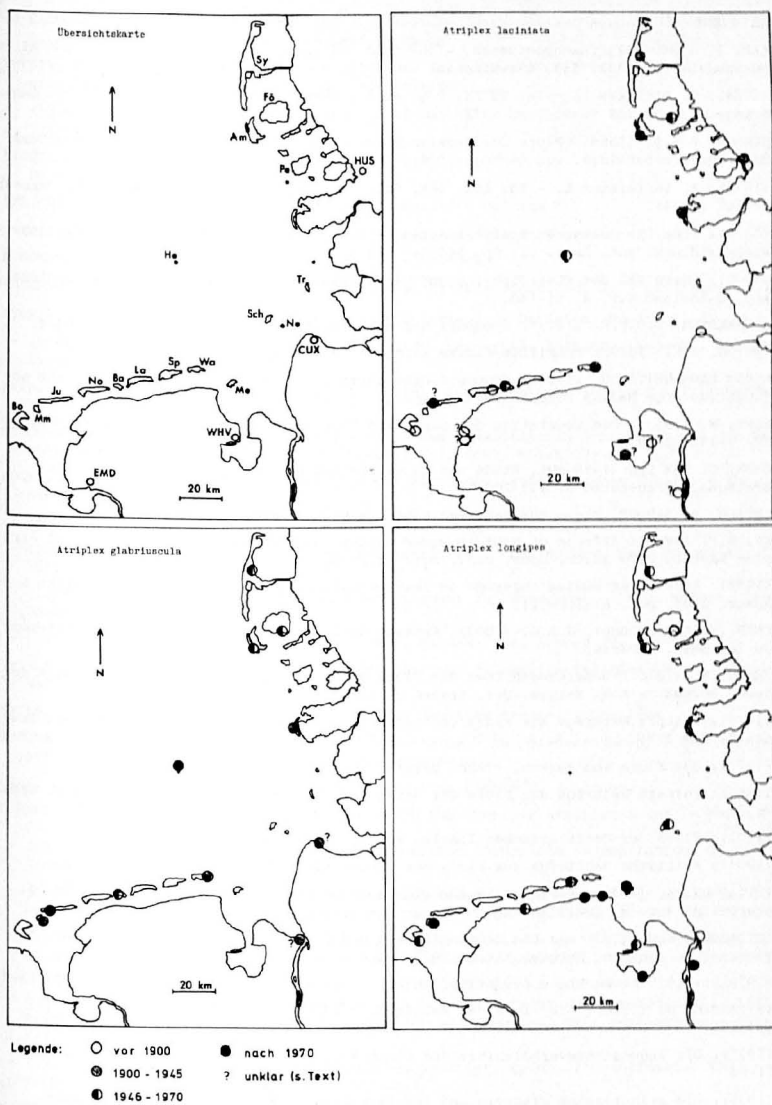 Übersichtskarte
Sy
N
Fö
Am
HUS
Pe
He
Tr
Sch
Ne
CUX
Wa
Sp
La
Ba
No
Ju
Me
Bo
Mm
WHV
EMD
20 km
Atriplex laciniata
N
?
?
?
?
?
20 km
Atriplex glabriuscula
N
?
?
20 km
Atriplex longipes
N
20 km
Legende: vor 1900 nach 1970
1900 - 1945 ? unklar (s. Text)
1946 - 1970